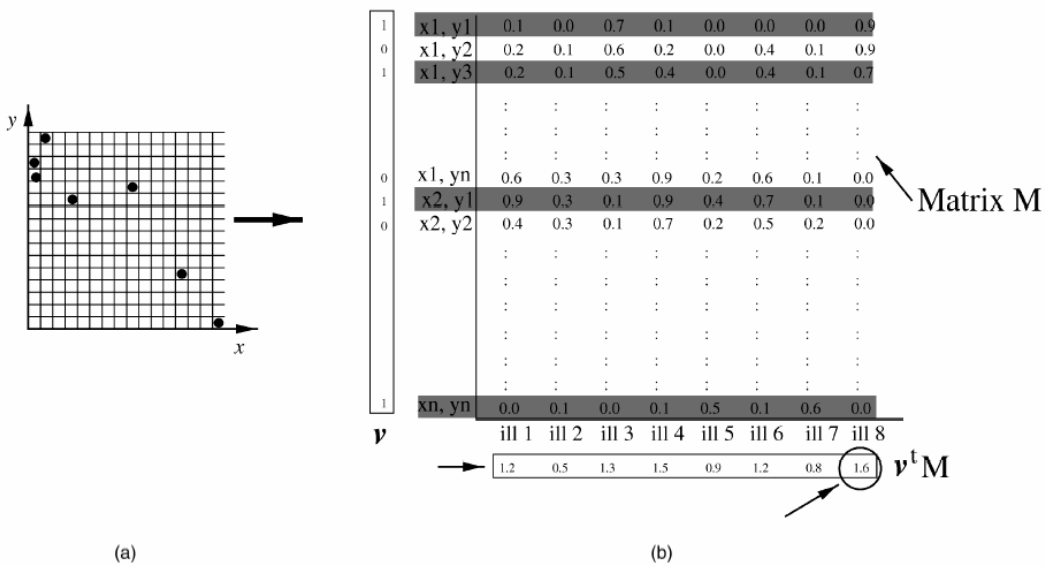 y
x
(a)
1 x1, y1 0.1 0.0 0.7 0.1 0.0 0.0 0.0 0.9
0 x1, y2 0.2 0.1 0.6 0.2 0.0 0.4 0.1 0.9
1 x1, y3 0.2 0.1 0.5 0.4 0.0 0.4 0.1 0.7
: : : : : : : :
: : : : : : : :
: : : : : : : :
0 x1, yn 0.6 0.3 0.3 0.9 0.2 0.6 0.1 0.0
1 x2, y1 0.9 0.3 0.1 0.9 0.4 0.7 0.1 0.0
0 x2, y2 0.4 0.3 0.1 0.7 0.2 0.5 0.2 0.0
: : : : : : : :
: : : : : : : :
: : : : : : : :
: : : : : : : :
: : : : : : : :
: : : : : : : :
1 xn, yn 0.0 0.1 0.0 0.1 0.5 0.1 0.6 0.0
Matrix M
v ill 1 ill 2 ill 3 ill 4 ill 5 ill 6 ill 7 ill 8
1.2 0.5 1.3 1.5 0.9 1.2 0.8 1.6 v^t M
(b)